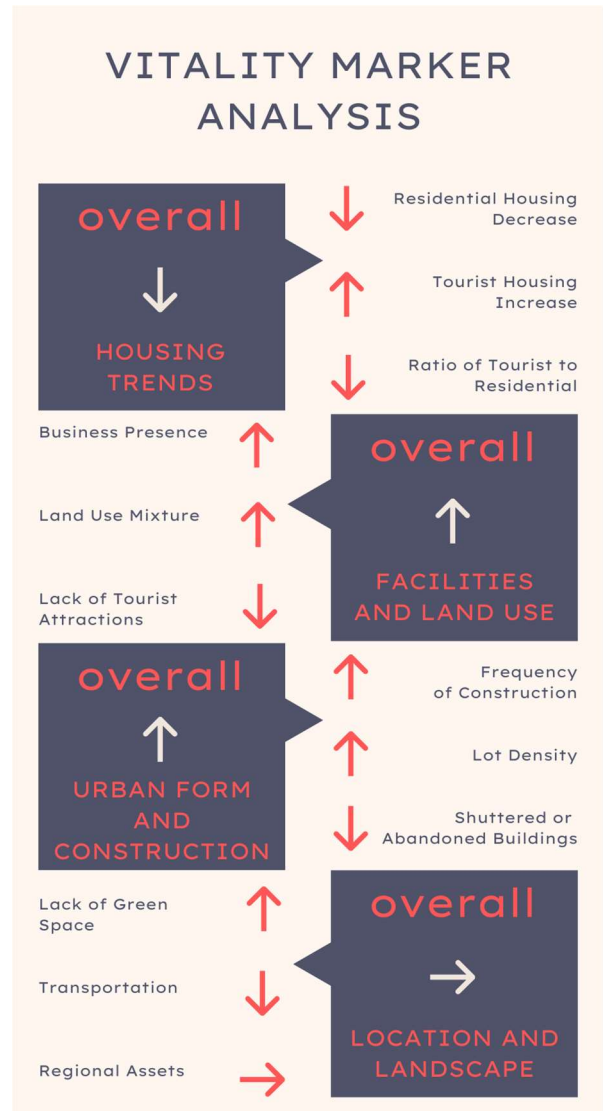 VITALITY MARKER
ANALYSIS
overall
HOUSING
TRENDS
Residential Housing
Decrease
Tourist Housing
Increase
Ratio of Tourist to
Residential
Business Presence
Land Use Mixture
Lack of Tourist
Attractions
overall
FACILITIES
AND LAND USE
overall
URBAN FORM
AND
CONSTRUCTION
Frequency
of Construction
Lot Density
Shuttered or
Abandoned Buildings
Lack of Green
Space
Transportation
Regional Assets
overall
LOCATION AND
LANDSCAPE